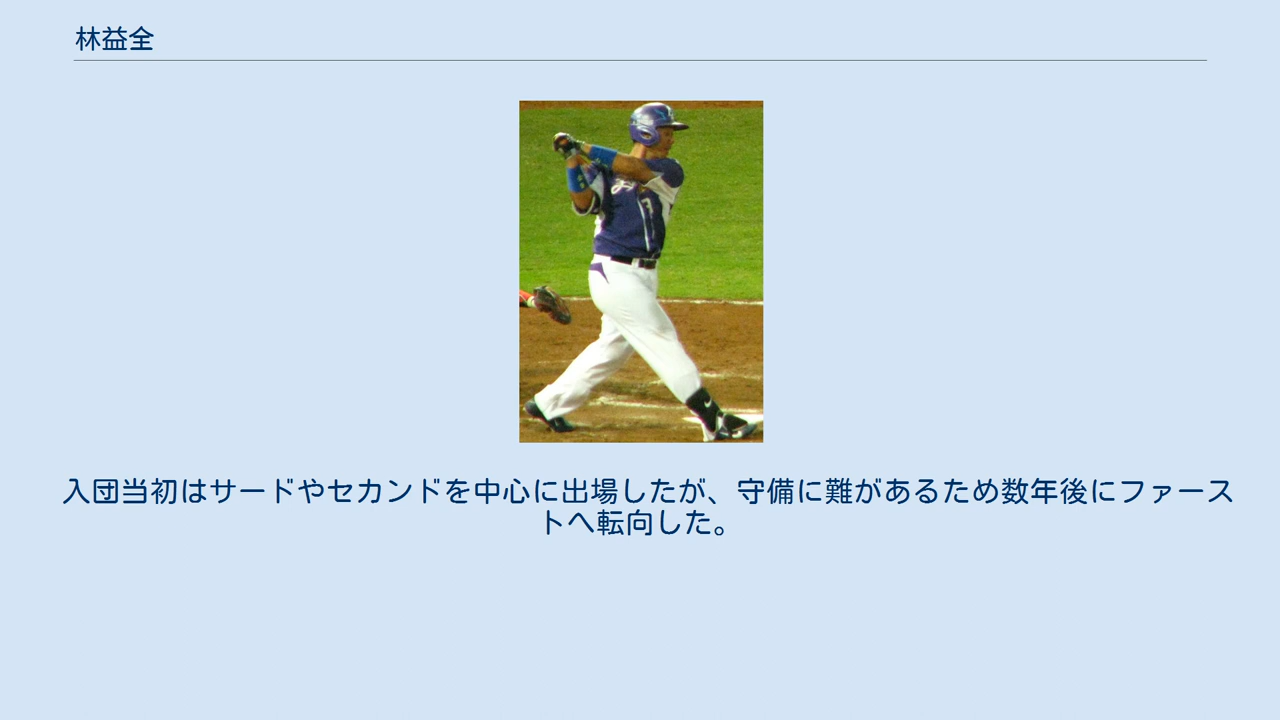 林益全
入団当初はサードやセカンドを中心に出場したが、守備に難があるため数年後にファース
トへ転向した。